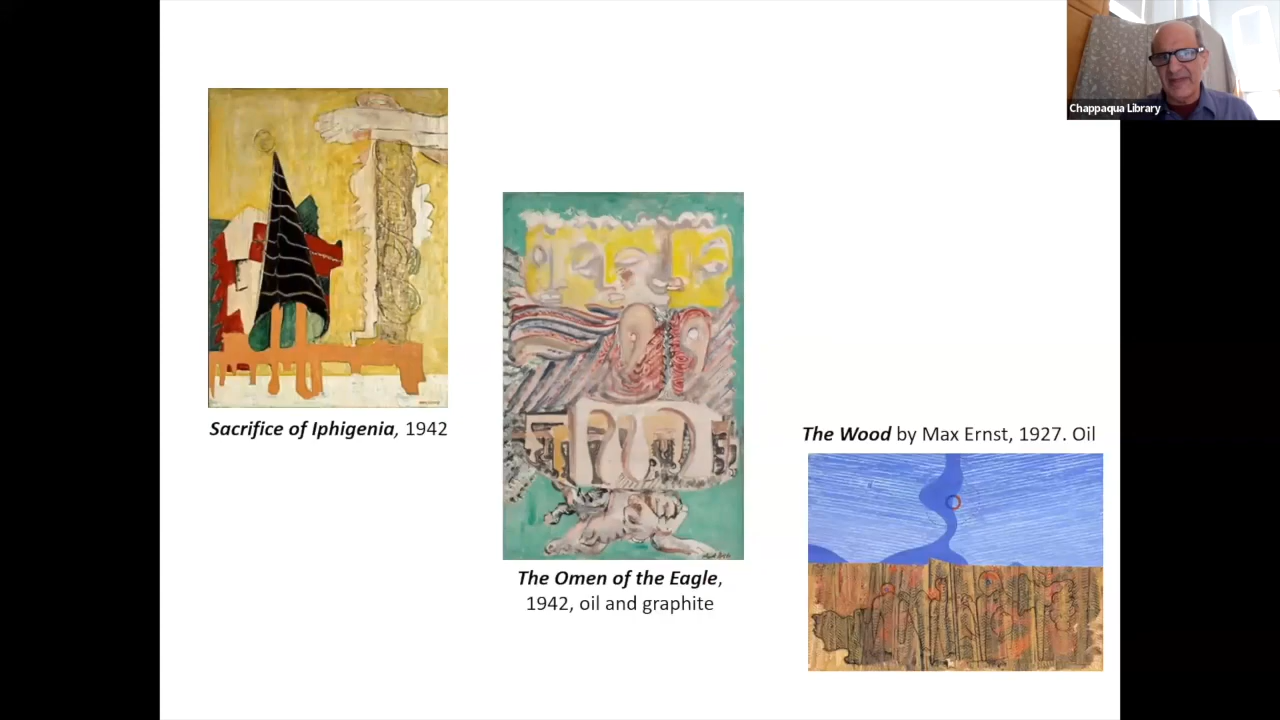 Chappaqua Library
Sacrifice of Iphigenia, 1942
The Wood by Max Ernst, 1927. Oil
The Omen of the Eagle,
1942, oil and graphite